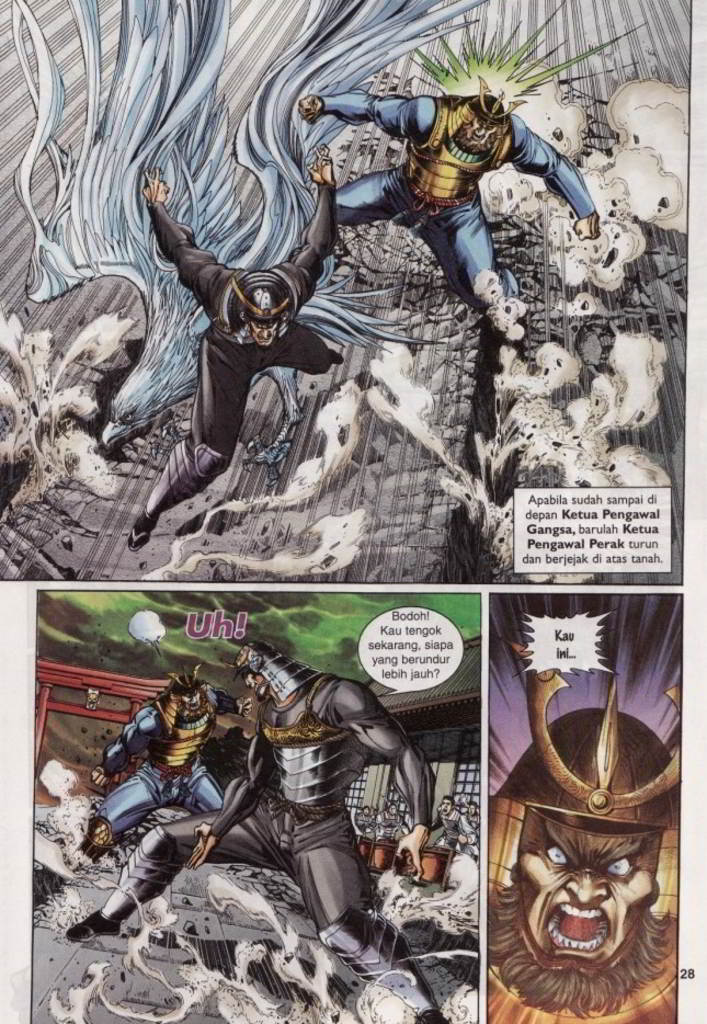 Apabila sudah sampai di
depan Ketua Pengawal
Gangsa, barulah Ketua
Pengawal Perak turun
dan berjejak di atas tanah.
Uh!
Bodoh!
Kau tengok
sekarang, siapa
yang berundur
lebih jauh?
Kau
ini...
28